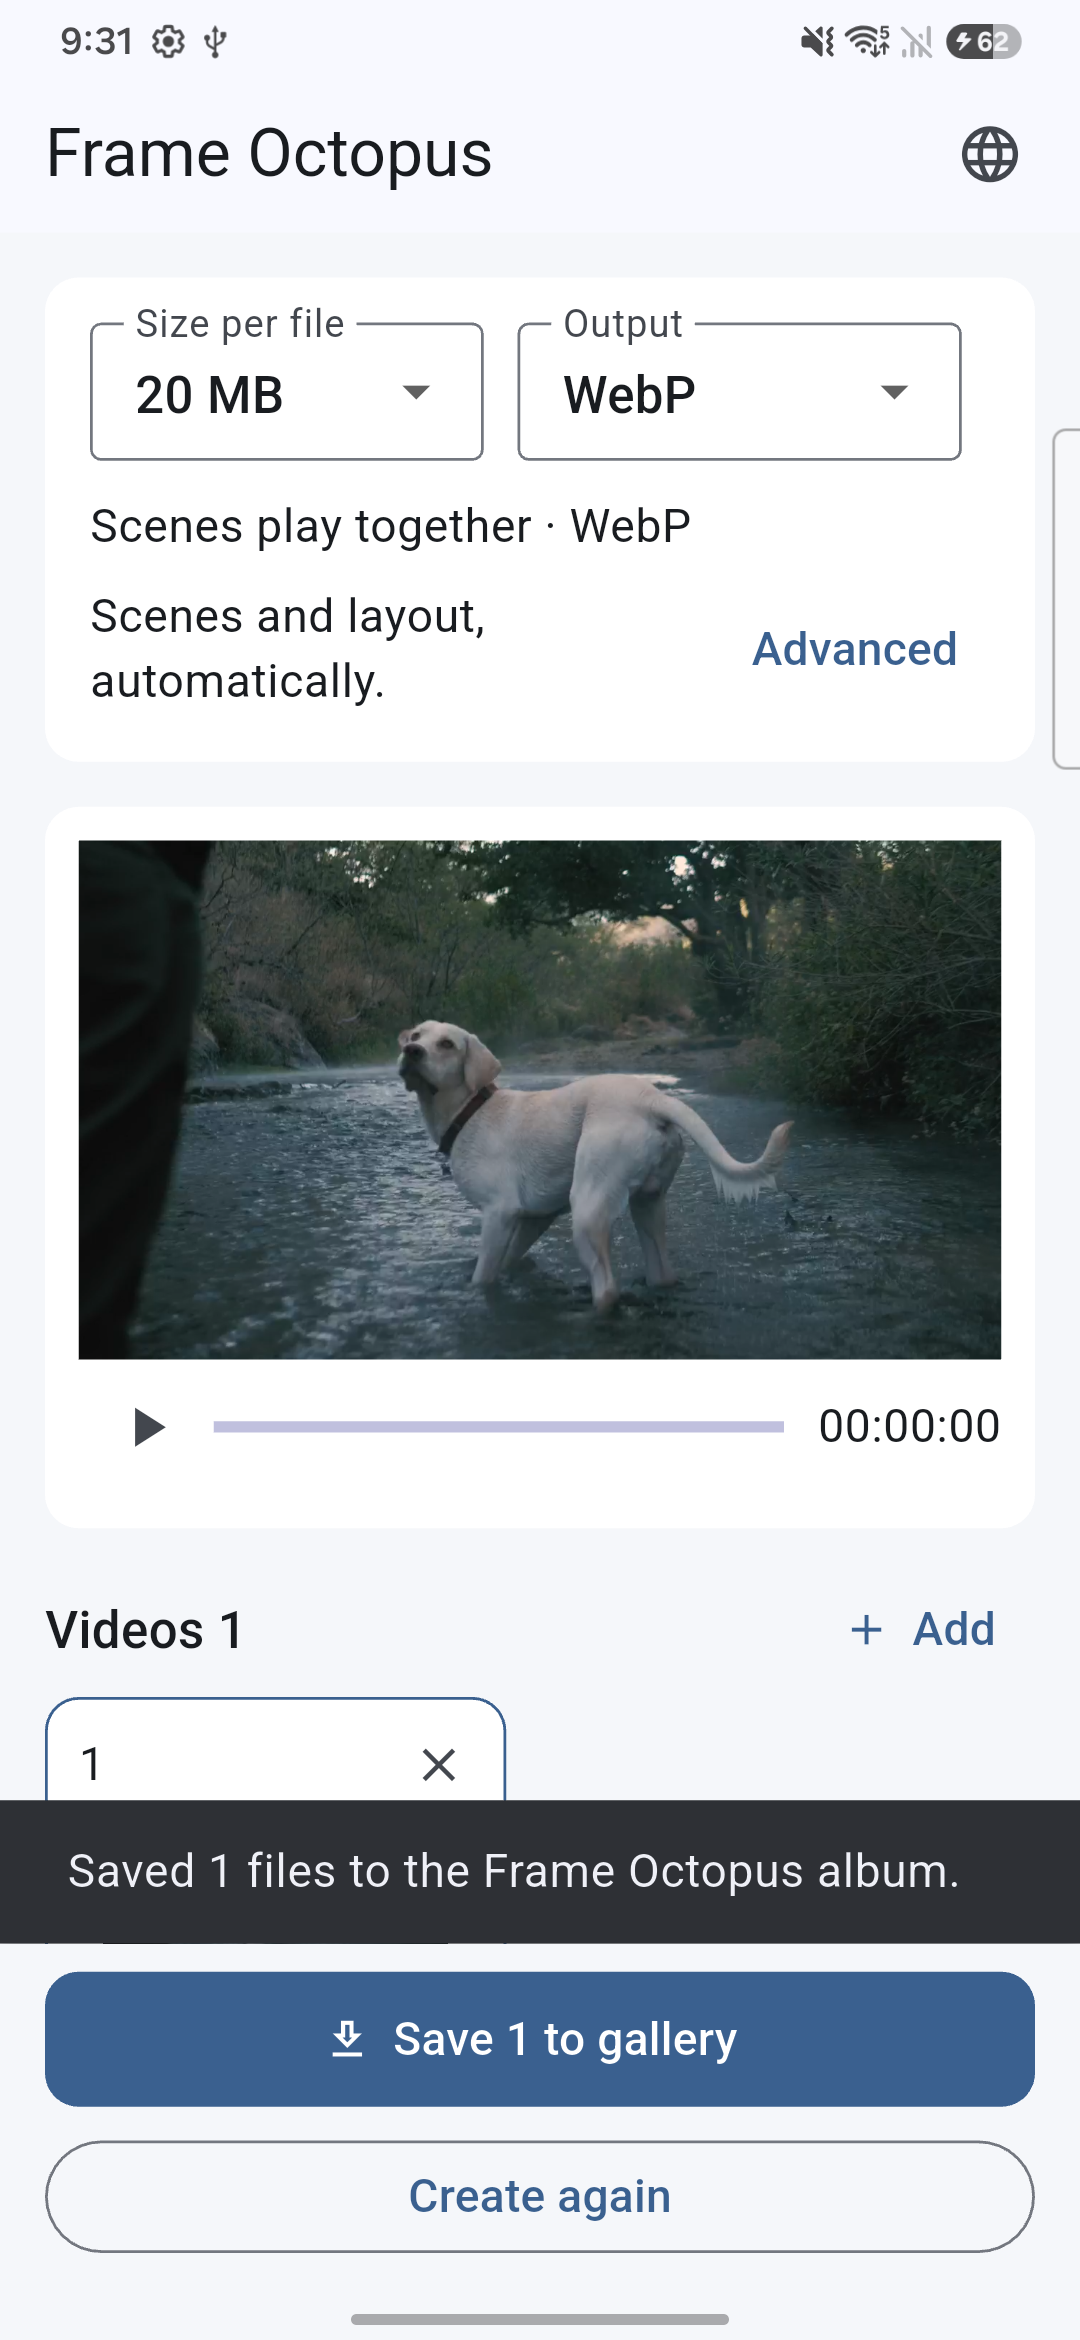 9:31
5
62
Frame Octopus
Size per file
Output
20 MB
WebP
Scenes play together · WebP
Scenes and layout,
automatically.
Advanced
00:00:00
Videos 1
+ Add
1
Saved 1 files to the Frame Octopus album.
Save 1 to gallery
Create again